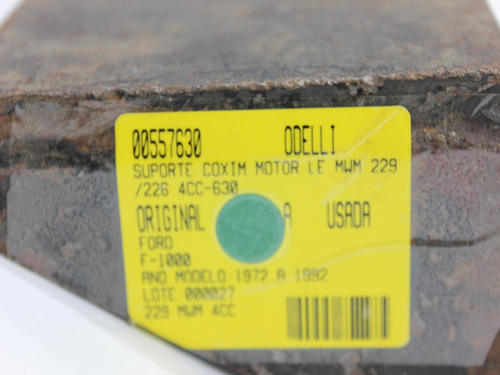 00557630 ODELLI
SUPORTE COXIM MOTOR LE MWM 229
/226 4CC-630
ORIGINAL A USADA
FORD
F-1000
ANO MODELO 1972 A 1992
LOTE 000027
229 MWM 4CC